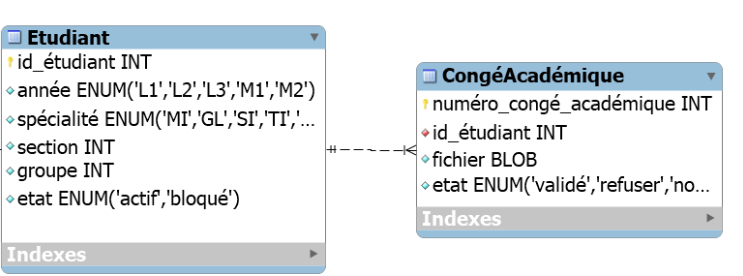 Etudiant
id_étudiant INT
année ENUM('L1','L2','L3','M1','M2')
spécialité ENUM('MI','GL','SI','TI','...
section INT
groupe INT
etat ENUM('actif','bloqué')
Indexes
CongéAcadémique
numéro_congé_académique INT
id_étudiant INT
fichier BLOB
etat ENUM('validé','refuser','no...
Indexes